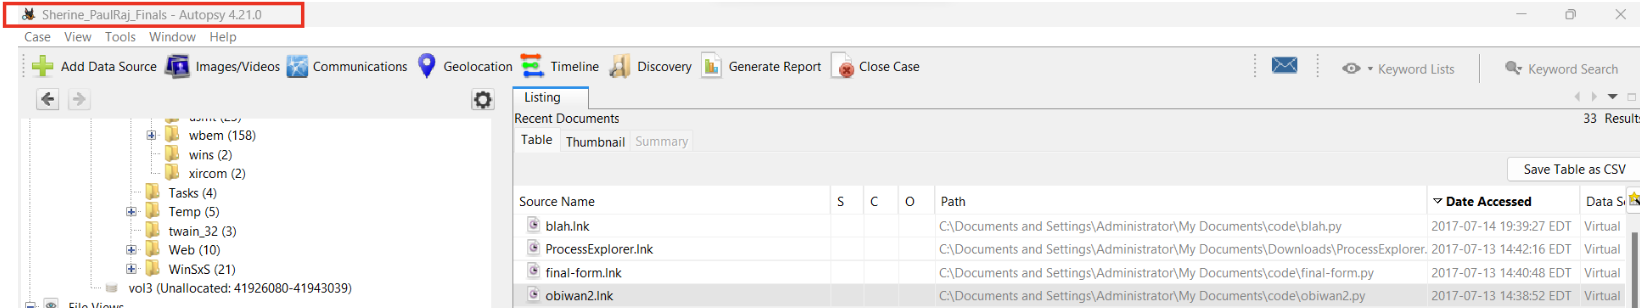 Sherine_PaulRaj_Finals - Autopsy 4.21.0
Case View Tools Window Help
Add Data Source Images/Videos Communications Geolocation Timeline Discovery Generate Report Close Case Keyword Lists Keyword Search
Listing
Recent Documents 33 Results
Table Thumbnail Summary
Save Table as CSV
wbem (158)
wins (2)
xircom (2)
Tasks (4)
Temp (5)
twain_32 (3)
Web (10)
WinSxS (21)
vol3 (Unallocated: 41926080-41943039)
File Views
Source Name S C O Path Date Accessed Data S
blah.lnk C:\Documents and Settings\Administrator\My Documents\code\blah.py 2017-07-14 19:39:27 EDT Virtual
ProcessExplorer.lnk C:\Documents and Settings\Administrator\My Documents\Downloads\ProcessExplorer. 2017-07-13 14:42:16 EDT Virtual
final-form.lnk C:\Documents and Settings\Administrator\My Documents\code\final-form.py 2017-07-13 14:40:48 EDT Virtual
obiwan2.lnk C:\Documents and Settings\Administrator\My Documents\code\obiwan2.py 2017-07-13 14:38:52 EDT Virtual